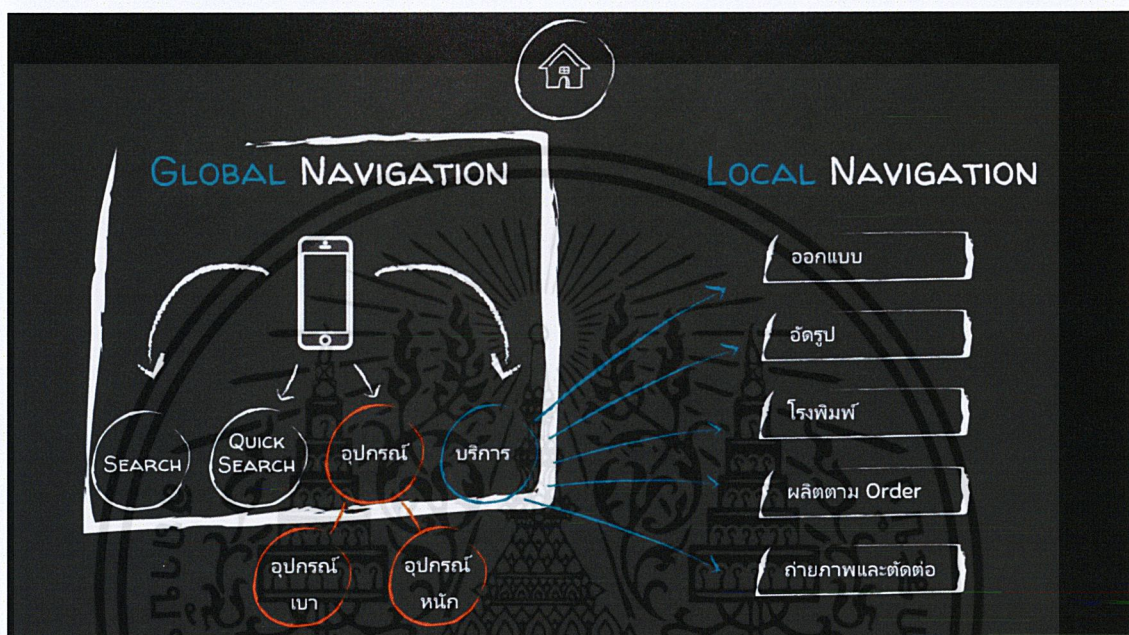 GLOBAL NAVIGATION
LOCAL NAVIGATION
ออกแบบ
อัดรูป
โรงพิมพ์
ผลิตตาม Order
ถ่ายภาพและตัดต่อ
SEARCH
QUICK
SEARCH
อุปกรณ์
บริการ
อุปกรณ์
เบา
อุปกรณ์
หนัก